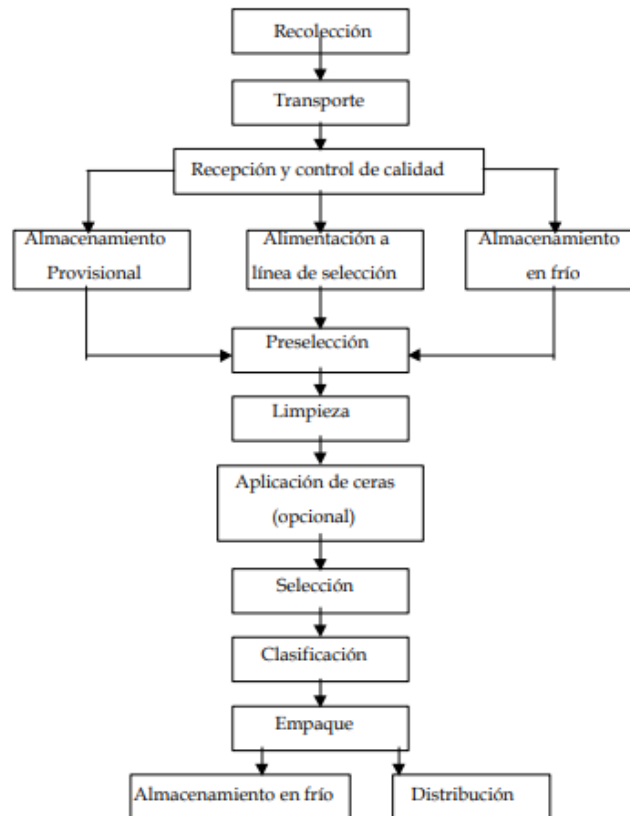 Recolección
Transporte
Recepción y control de calidad
Almacenamiento
Provisional
Alimentación a
línea de selección
Almacenamiento
en frío
Preselección
Limpieza
Aplicación de ceras
(opcional)
Selección
Clasificación
Empaque
Almacenamiento en frío
Distribución